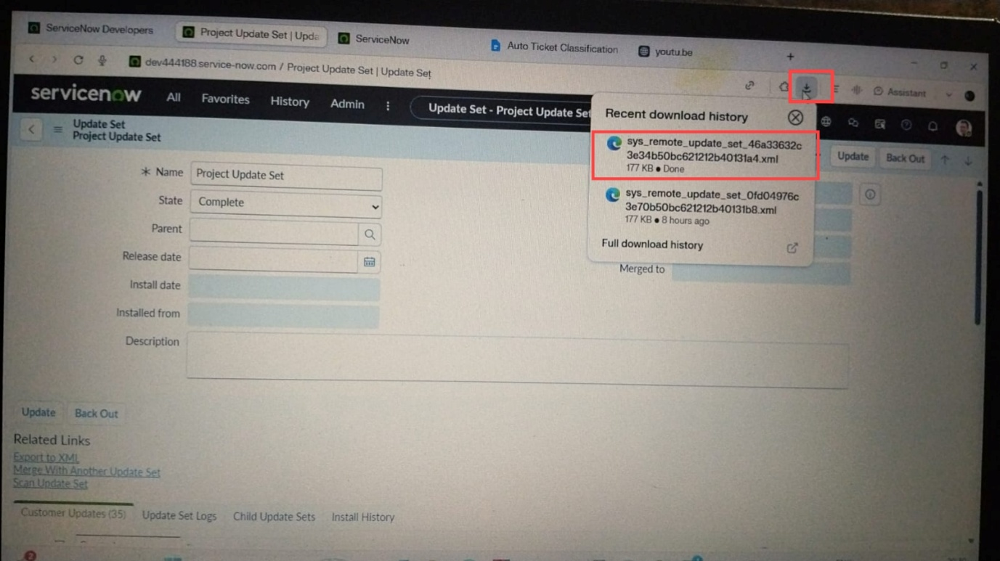 ServiceNow Developers
Project Update Set | Upda
ServiceNow
Auto Ticket Classification
youtu.be
dev444188.service-now.com / Project Update Set | Update Set
Assistant
servicenow
All
Favorites
History
Admin
Update Set - Project Update Set
Recent download history
sys_remote_update_set_46a33632c
3e34b50bc621212b40131a4.xml
177 KB ● Done
sys_remote_update_set_0fd04976c
3e70b50bc621212b40131b8.xml
177 KB ● 8 hours ago
Full download history
Update Set
Project Update Set
Update
Back Out
* Name
Project Update Set
State
Complete
Parent
Release date
Install date
Installed from
Description
Merged to
Update
Back Out
Related Links
Export to XML
Merge With Another Update Set
Scan Update Set
Customer Updates (35)
Update Set Logs
Child Update Sets
Install History
2